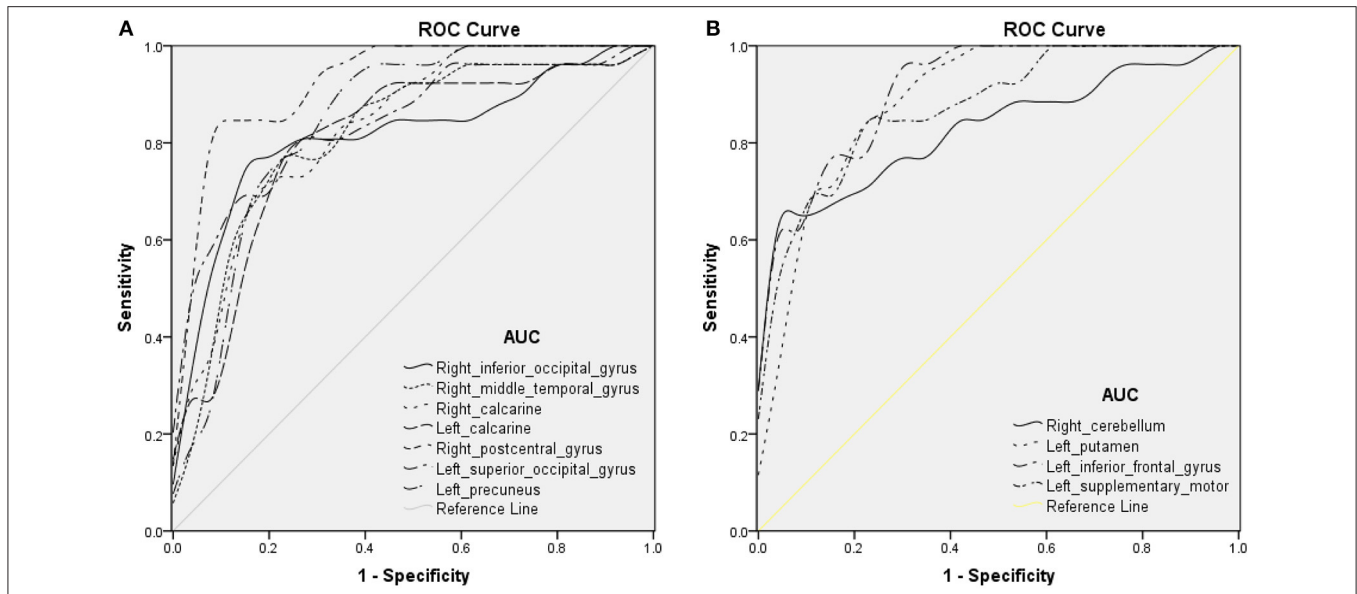 A
ROC Curve
1.0
0.8
0.6
0.4
0.2
0.0
Sensitivity
AUC
Right_inferior_occipital_gyrus
Right_middle_temporal_gyrus
Right_calcarine
Left_calcarine
Right_postcentral_gyrus
Left_superior_occipital_gyrus
Left_precuneus
Reference Line
0.0 0.2 0.4 0.6 0.8 1.0
1 - Specificity
B
ROC Curve
1.0
0.8
0.6
0.4
0.2
0.0
Sensitivity
AUC
Right_cerebellum
Left_putamen
Left_inferior_frontal_gyrus
Left_supplementary_motor
Reference Line
0.0 0.2 0.4 0.6 0.8 1.0
1 - Specificity